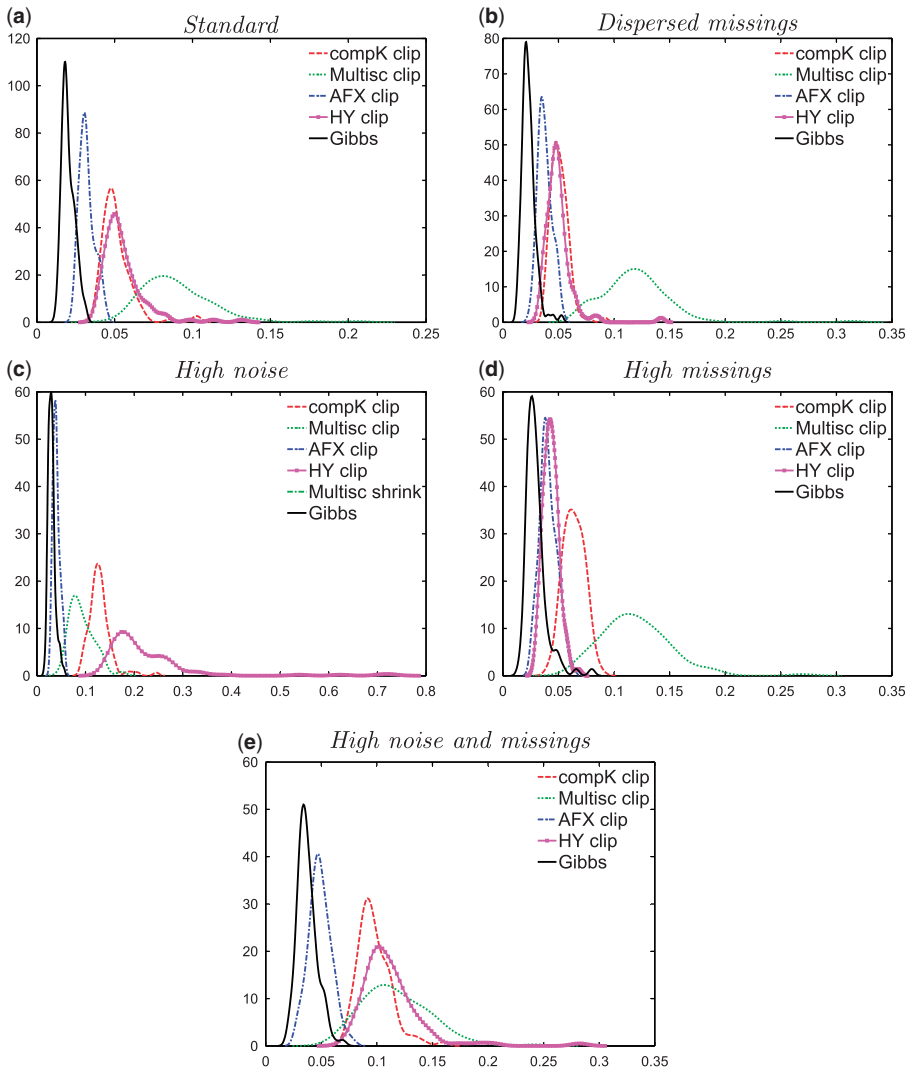 (a) Standard
120
100
80
60
40
20
0
0 0.05 0.1 0.15 0.2 0.25
compK clip
Multisc clip
AFX clip
HY clip
Gibbs
(b) Dispersed missings
80
70
60
50
40
30
20
10
0
0 0.05 0.1 0.15 0.2 0.25 0.3 0.35
compK clip
Multisc clip
AFX clip
HY clip
Gibbs
(c) High noise
60
50
40
30
20
10
0
0 0.1 0.2 0.3 0.4 0.5 0.6 0.7 0.8
compK clip
Multisc clip
AFX clip
HY clip
Multisc shrink
Gibbs
(d) High missings
60
50
40
30
20
10
0
0 0.05 0.1 0.15 0.2 0.25 0.3 0.35
compK clip
Multisc clip
AFX clip
HY clip
Gibbs
(e) High noise and missings
60
50
40
30
20
10
0
0 0.05 0.1 0.15 0.2 0.25 0.3 0.35
compK clip
Multisc clip
AFX clip
HY clip
Gibbs